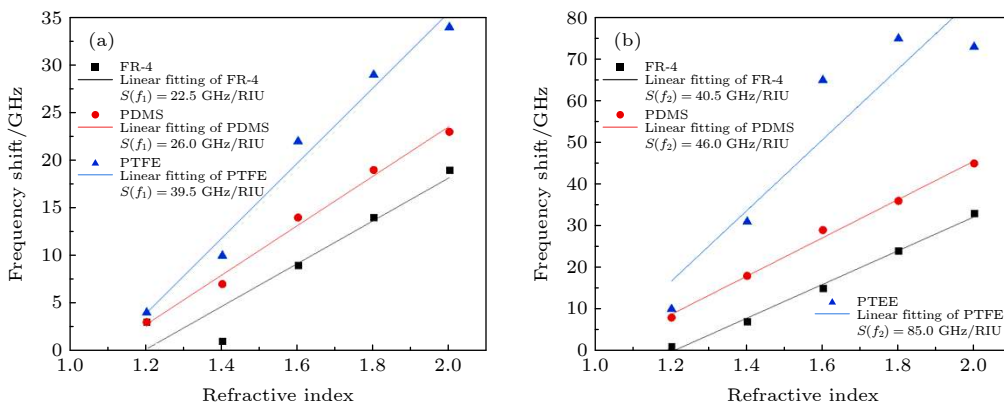 (a)
FR-4
Linear fitting of FR-4
S(f₁) = 22.5 GHz/RIU
PDMS
Linear fitting of PDMS
S(f₁) = 26.0 GHz/RIU
PTFE
Linear fitting of PTFE
S(f₁) = 39.5 GHz/RIU
Frequency shift/GHz
35
30
25
20
15
10
5
0
1.0
1.2
1.4
1.6
1.8
2.0
Refractive index
(b)
FR-4
Linear fitting of FR-4
S(f₂) = 40.5 GHz/RIU
PDMS
Linear fitting of PDMS
S(f₂) = 46.0 GHz/RIU
PTEE
Linear fitting of PTFE
S(f₂) = 85.0 GHz/RIU
Frequency shift/GHz
80
70
60
50
40
30
20
10
0
1.0
1.2
1.4
1.6
1.8
2.0
Refractive index